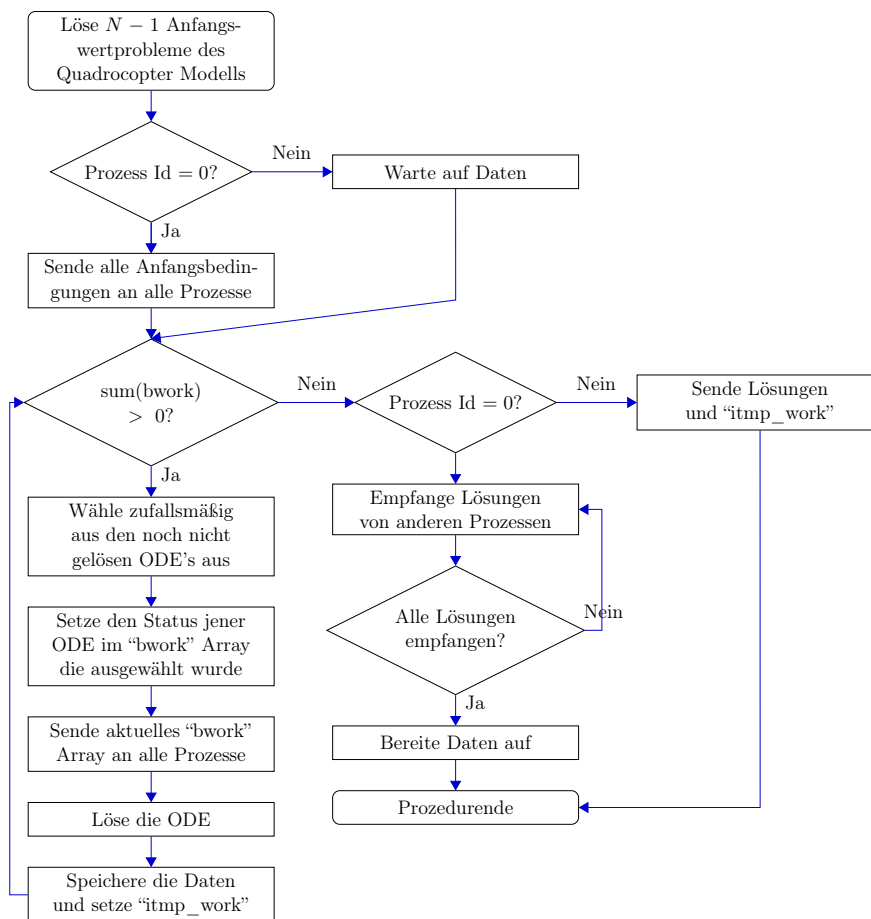 Löse N − 1 Anfangs-
wertprobleme des
Quadrocopter Modells
Prozess Id = 0?
Nein
Warte auf Daten
Ja
Sende alle Anfangsbedin-
gungen an alle Prozesse
sum(bwork)
> 0?
Nein
Prozess Id = 0?
Nein
Sende Lösungen
und “itmp_work”
Ja
Wähle zufallsmäßig
aus den noch nicht
gelösen ODE's aus
Empfange Lösungen
von anderen Prozessen
Setze den Status jener
ODE im “bwork” Array
die ausgewählt wurde
Alle Lösungen
empfangen?
Nein
Ja
Sende aktuelles “bwork”
Array an alle Prozesse
Bereite Daten auf
Löse die ODE
Prozedurende
Speichere die Daten
und setze “itmp_work”